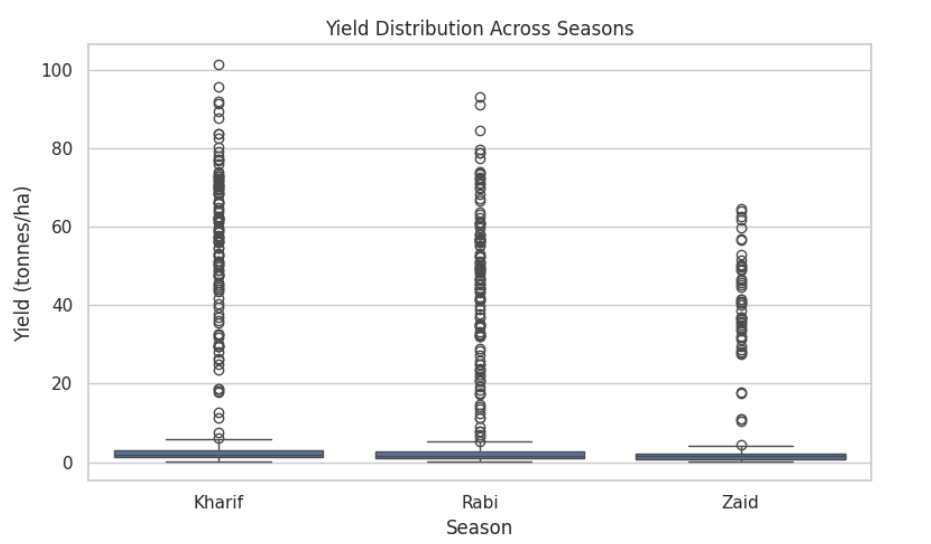 Yield Distribution Across Seasons
Yield (tonnes/ha)
100
80
60
40
20
0
Kharif Rabi Zaid
Season